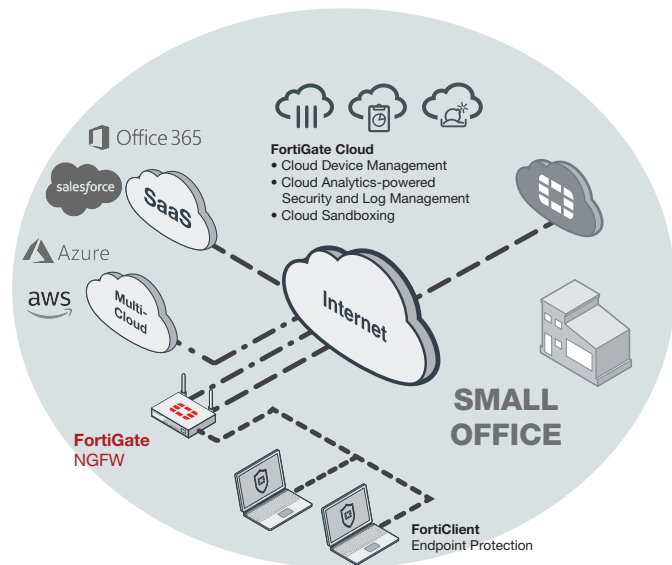 Office 365
salesforce
SaaS
Azure
aws
Multi-
Cloud
FortiGate Cloud
• Cloud Device Management
• Cloud Analytics-powered
Security and Log Management
• Cloud Sandboxing
Internet
SMALL
OFFICE
FortiGate
NGFW
FortiClient
Endpoint Protection